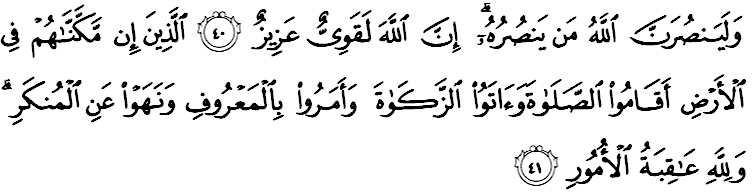 وَلَيَنصُرَنَّ ٱللَّهُ مَن يَنصُرُهُۥٓ ۗ إِنَّ ٱللَّهَ لَقَوِىٌّ عَزِيزٌ ﴿٤٠﴾ ٱلَّذِينَ إِن مَّكَّنَّـٰهُمْ فِى
ٱلْأَرْضِ أَقَامُوا۟ ٱلصَّلَوٰةَ وَءَاتَوُا۟ ٱلزَّكَوٰةَ وَأَمَرُوا۟ بِٱلْمَعْرُوفِ وَنَهَوْا۟ عَنِ ٱلْمُنكَرِ ۗ
وَلِلَّهِ عَـٰقِبَةُ ٱلْأُمُورِ ﴿٤١﴾